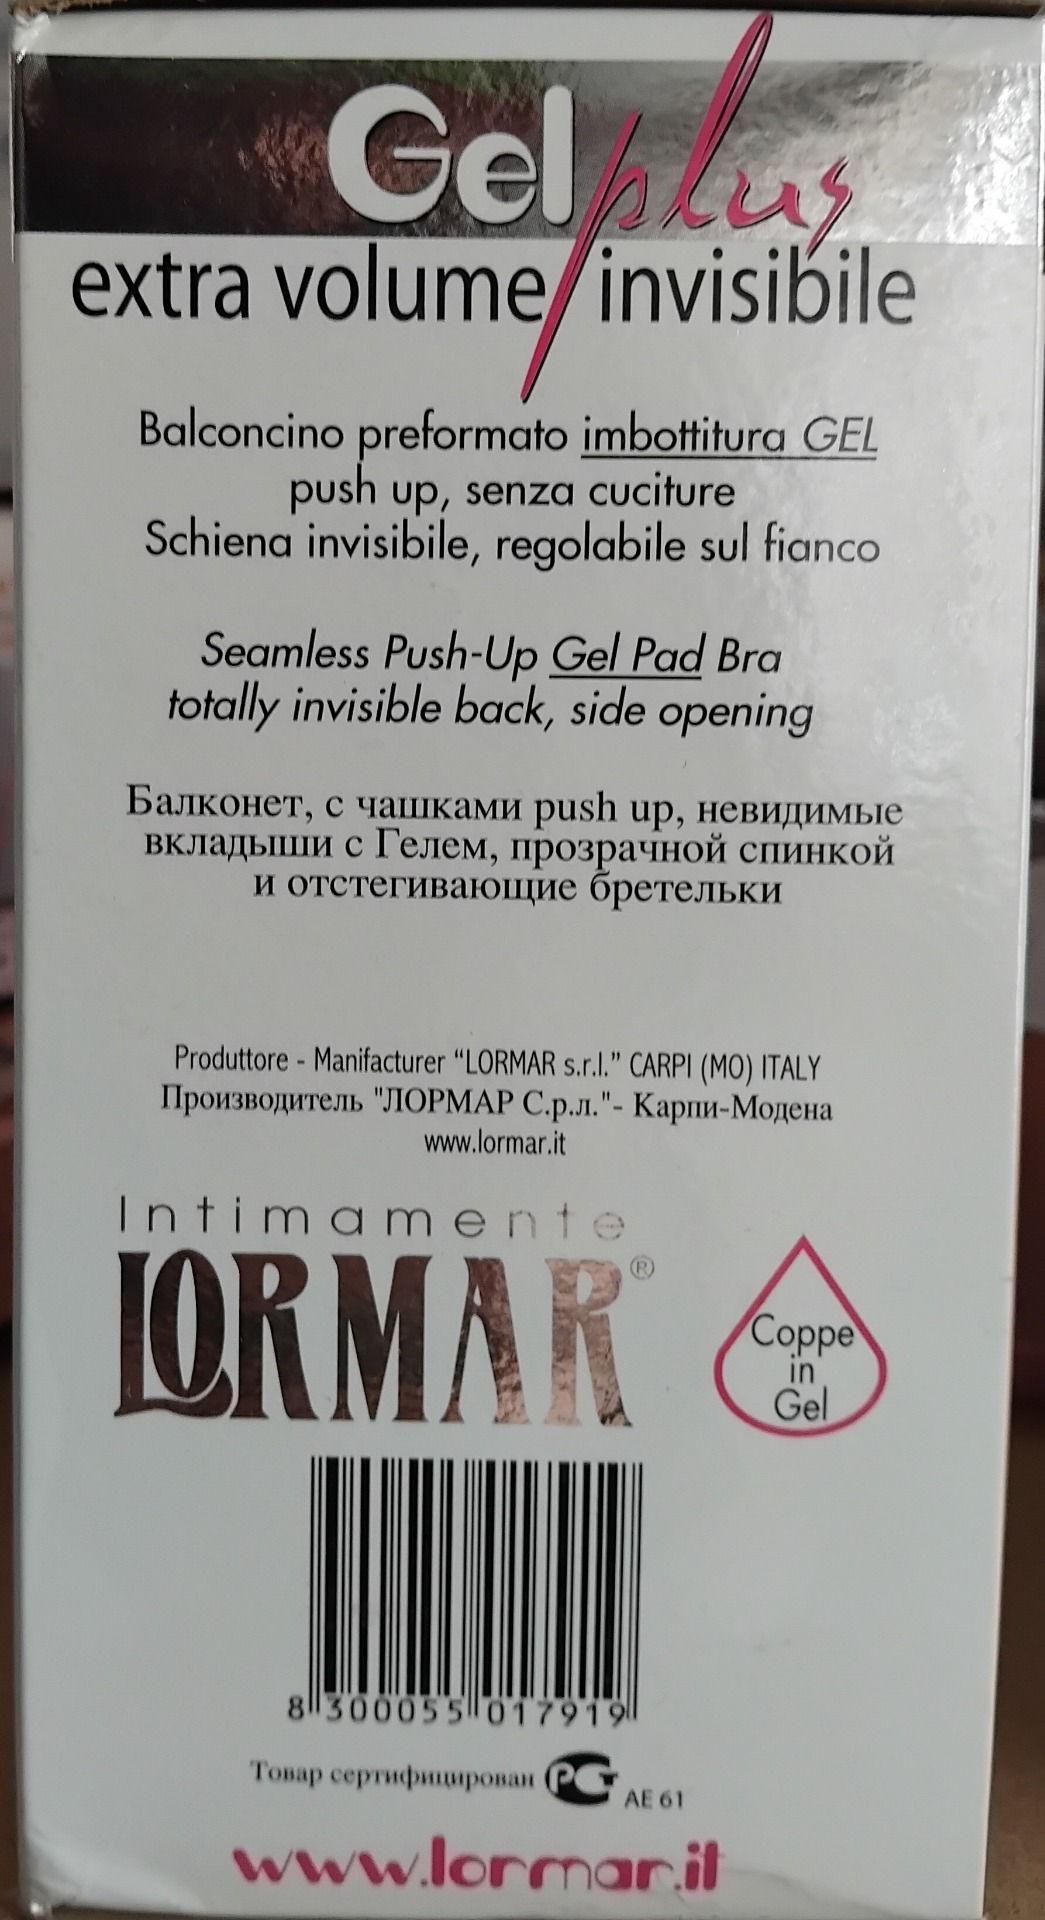 Gel plus
extra volume invisibile
Balconcino preformato imbottitura GEL
push up, senza cuciture
Schiena invisibile, regolabile sul fianco
Seamless Push-Up Gel Pad Bra
totally invisible back, side opening
Балконет, с чашками push up, невидимые
вкладыши с Гелем, прозрачной спинкой
и отстегивающие бретельки
Produttore - Manifacturer "LORMAR s.r.l." CARPI (MO) ITALY
Производитель "ЛОРМАР С.р.л."- Карпи-Модена
www.lormar.it
Intimamente
LORMAR®
Coppe
in
Gel
8 300055 017919
Товар сертифицирован РСТ
AE 61
www.lormar.it